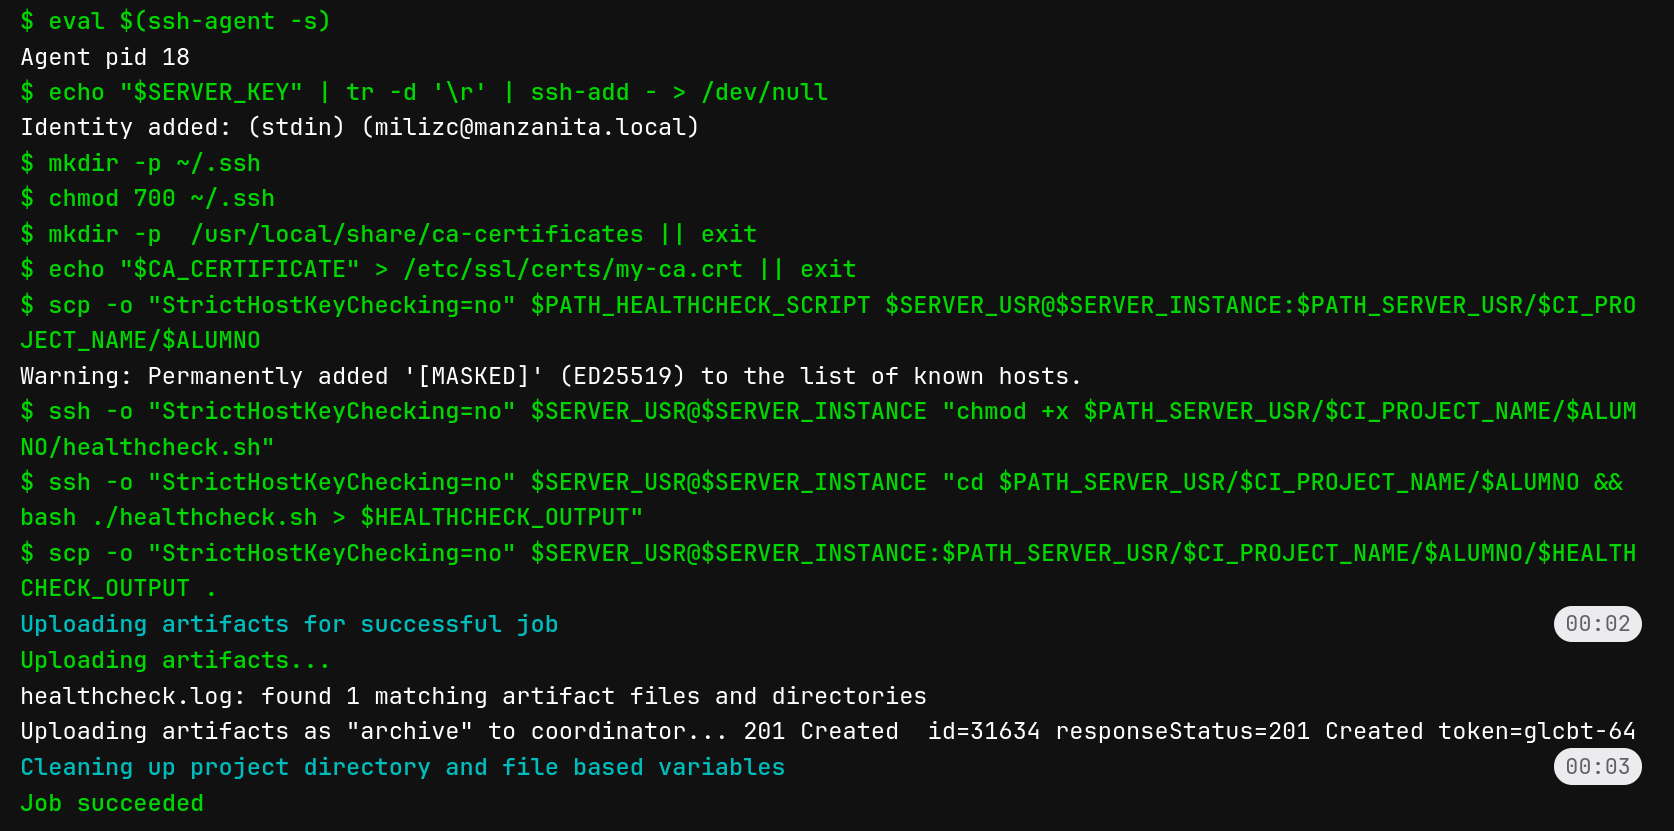 $ eval $(ssh-agent -s)
Agent pid 18
$ echo "$SERVER_KEY" | tr -d '\r' | ssh-add - > /dev/null
Identity added: (stdin) (milizc@manzanita.local)
$ mkdir -p ~/.ssh
$ chmod 700 ~/.ssh
$ mkdir -p  /usr/local/share/ca-certificates || exit
$ echo "$CA_CERTIFICATE" > /etc/ssl/certs/my-ca.crt || exit
$ scp -o "StrictHostKeyChecking=no" $PATH_HEALTHCHECK_SCRIPT $SERVER_USR@$SERVER_INSTANCE:$PATH_SERVER_USR/$CI_PRO
JECT_NAME/$ALUMNO
Warning: Permanently added '[MASKED]' (ED25519) to the list of known hosts.
$ ssh -o "StrictHostKeyChecking=no" $SERVER_USR@$SERVER_INSTANCE "chmod +x $PATH_SERVER_USR/$CI_PROJECT_NAME/$ALUM
NO/healthcheck.sh"
$ ssh -o "StrictHostKeyChecking=no" $SERVER_USR@$SERVER_INSTANCE "cd $PATH_SERVER_USR/$CI_PROJECT_NAME/$ALUMNO &&
bash ./healthcheck.sh > $HEALTHCHECK_OUTPUT"
$ scp -o "StrictHostKeyChecking=no" $SERVER_USR@$SERVER_INSTANCE:$PATH_SERVER_USR/$CI_PROJECT_NAME/$ALUMNO/$HEALTH
CHECK_OUTPUT .
Uploading artifacts for successful job 00:02
Uploading artifacts...
healthcheck.log: found 1 matching artifact files and directories
Uploading artifacts as "archive" to coordinator... 201 Created  id=31634 responseStatus=201 Created token=glcbt-64
Cleaning up project directory and file based variables 00:03
Job succeeded